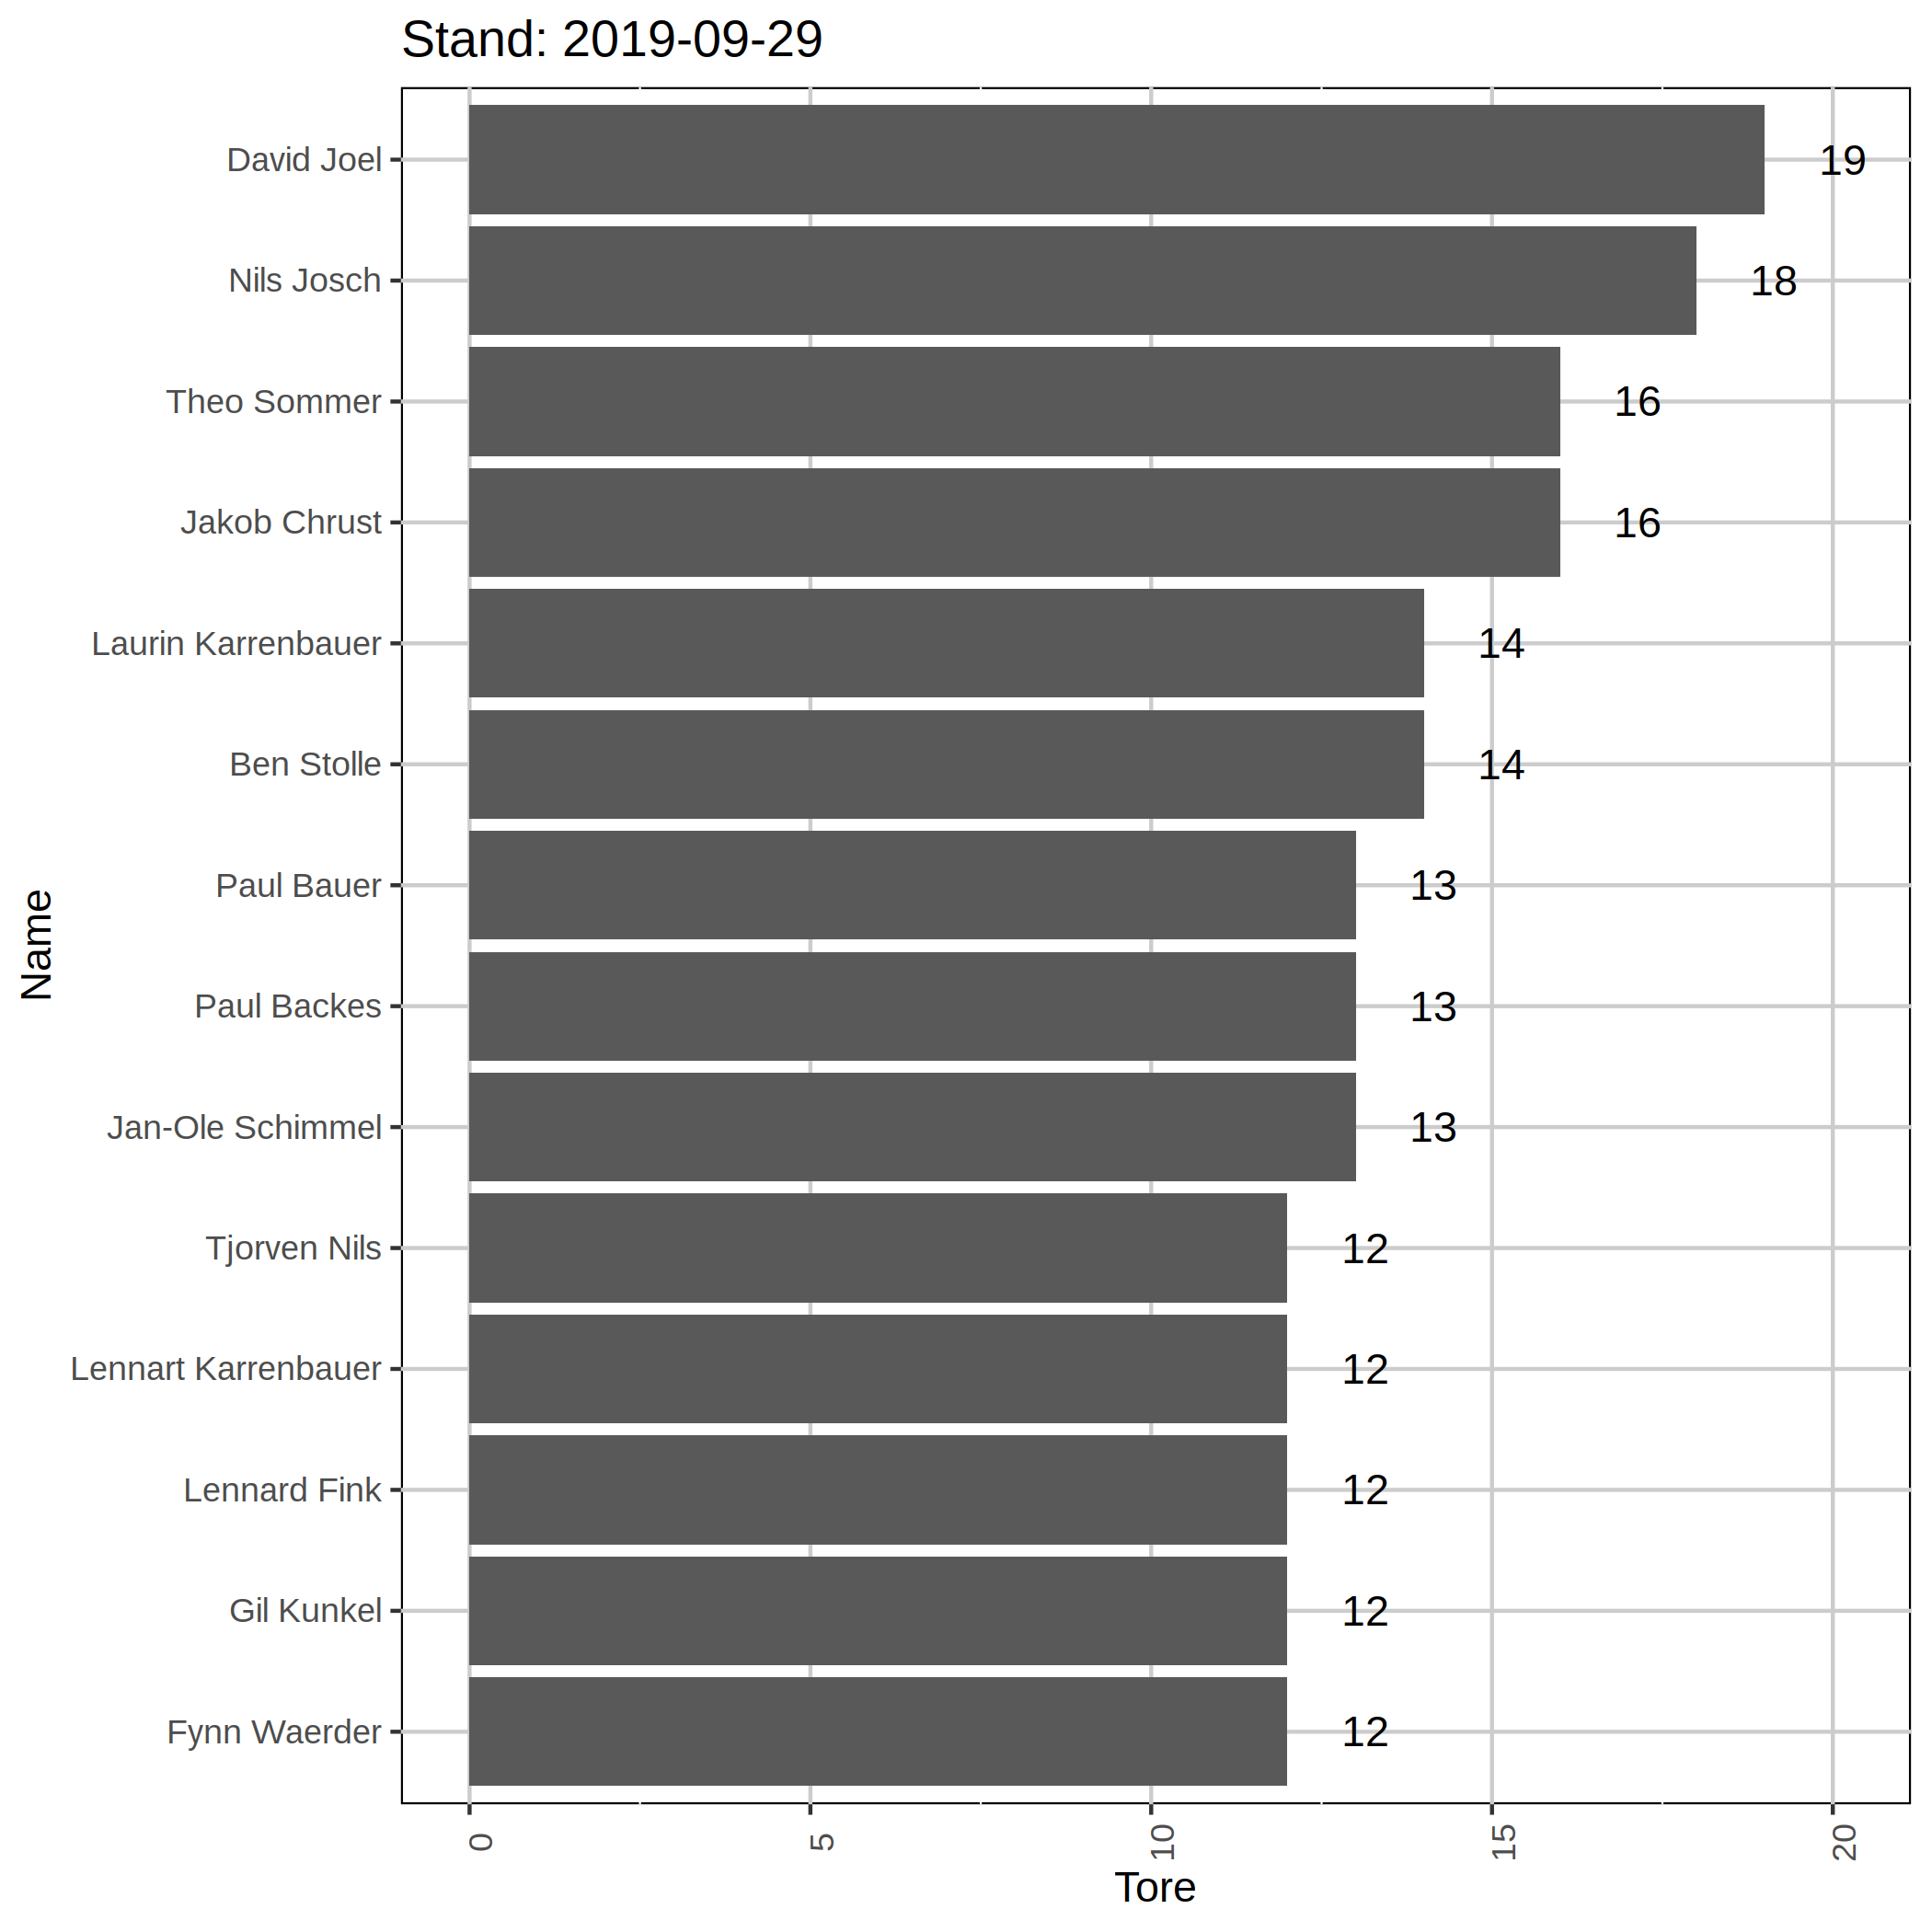 Stand: 2019-09-29
David Joel 19
Nils Josch 18
Theo Sommer 16
Jakob Chrust 16
Laurin Karrenbauer 14
Ben Stolle 14
Paul Bauer 13
Paul Backes 13
Jan-Ole Schimmel 13
Tjorven Nils 12
Lennart Karrenbauer 12
Lennard Fink 12
Gil Kunkel 12
Fynn Waerder 12
Name
0 5 10 15 20
Tore